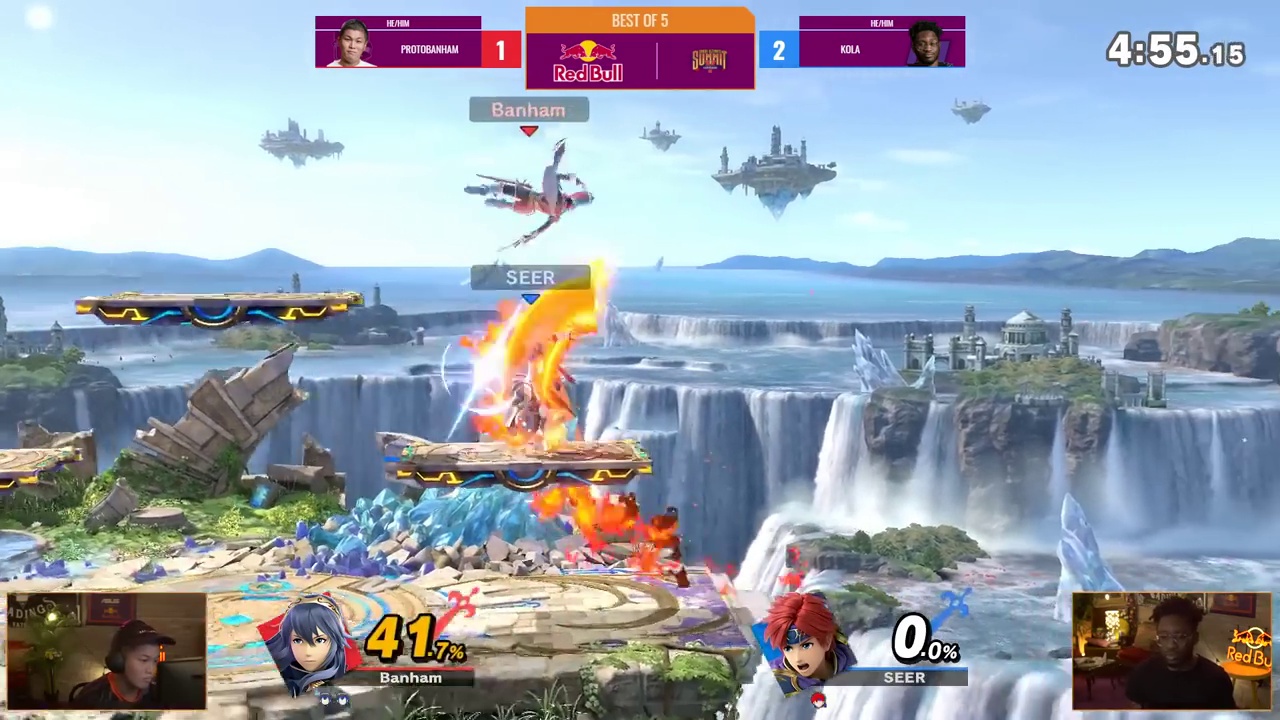 HE/HIM
PROTOBANHAM
1
BEST OF 5
Red Bull
SUMMIT
2
HE/HIM
KOLA
4:55.15
Banham
SEER
41.7%
Banham
0.0%
SEER
Red Bu